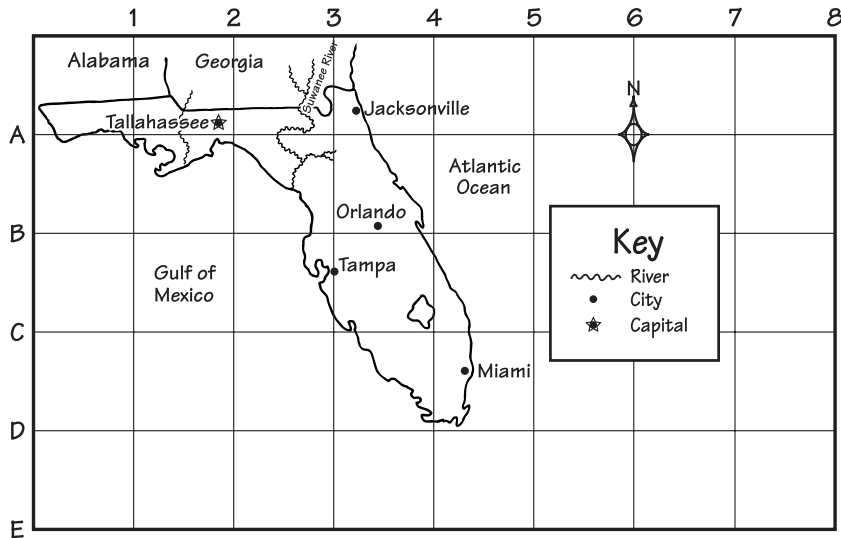 1 2 3 4 5 6 7 8
Alabama
Georgia
Suwanee River
N
Jacksonville
Tallahassee
A
Atlantic
Ocean
Orlando
B
Key
Tampa
Gulf of
Mexico
River
City
Capital
C
Miami
D
E